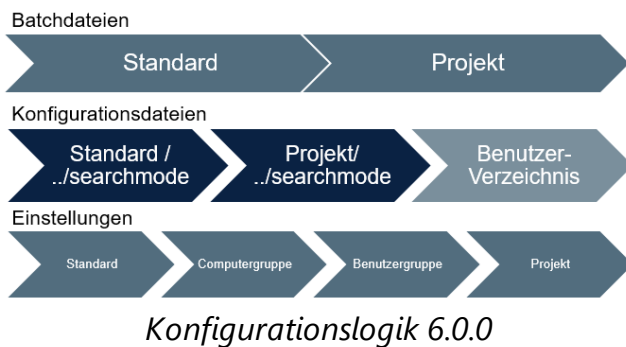 Batchdateien
Standard
Projekt
Konfigurationsdateien
Standard /
../searchmode
Projekt/
../searchmode
Benutzer-
Verzeichnis
Einstellungen
Standard
Computergruppe
Benutzergruppe
Projekt
Konfigurationslogik 6.0.0